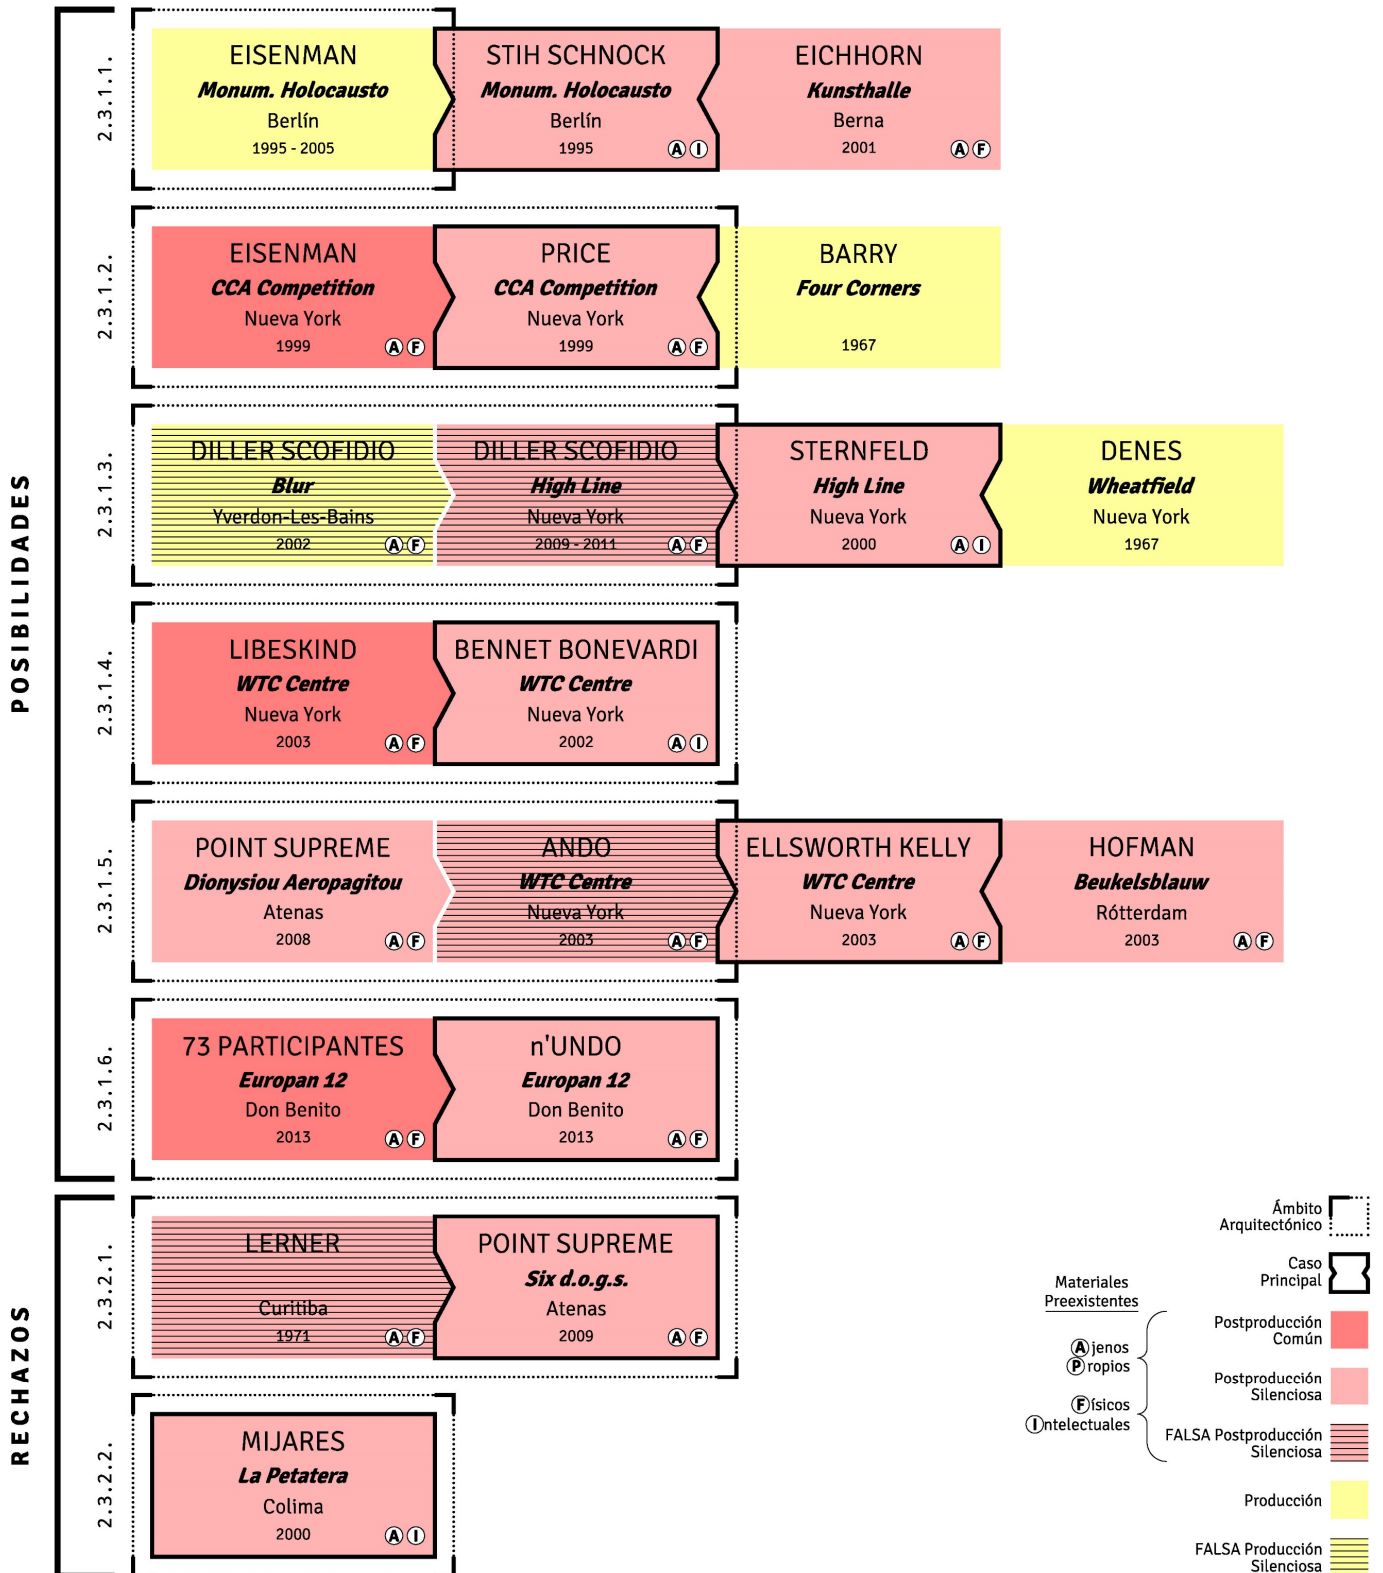 POSIBILIDADES
2.3.1.1.
EISENMAN
Monum. Holocausto
Berlín
1995 - 2005
STIH SCHNOCK
Monum. Holocausto
Berlín
1995
A I
EICHHORN
Kunsthalle
Berna
2001
A F
2.3.1.2.
EISENMAN
CCA Competition
Nueva York
1999
A F
PRICE
CCA Competition
Nueva York
1999
A F
BARRY
Four Corners
1967
2.3.1.3.
DILLER SCOFIDIO
Blur
Yverdon-Les-Bains
2002
A F
DILLER SCOFIDIO
High Line
Nueva York
2009 - 2011
A F
STERNFELD
High Line
Nueva York
2000
A I
DENES
Wheatfield
Nueva York
1967
2.3.1.4.
LIBESKIND
WTC Centre
Nueva York
2003
A F
BENNET BONEVARDI
WTC Centre
Nueva York
2002
A I
2.3.1.5.
POINT SUPREME
Dionysiou Aeropagitou
Atenas
2008
A F
ANDO
WTC Centre
Nueva York
2003
A F
ELLSWORTH KELLY
WTC Centre
Nueva York
2003
A F
HOFMAN
Beukelsblauw
Rótterdam
2003
A F
2.3.1.6.
73 PARTICIPANTES
Europan 12
Don Benito
2013
A F
n'UNDO
Europan 12
Don Benito
2013
A F
RECHAZOS
2.3.2.1.
LERNER
Curitiba
1971
A F
POINT SUPREME
Six d.o.g.s.
Atenas
2009
A F
2.3.2.2.
MIJARES
La Petatera
Colima
2000
A I
Materiales
Preexistentes
Ajenos
Propios
Físicos
Intelectuales
Ámbito
Arquitectónico
Caso
Principal
Postproducción
Común
Postproducción
Silenciosa
FALSA Postproducción
Silenciosa
Producción
FALSA Producción
Silenciosa